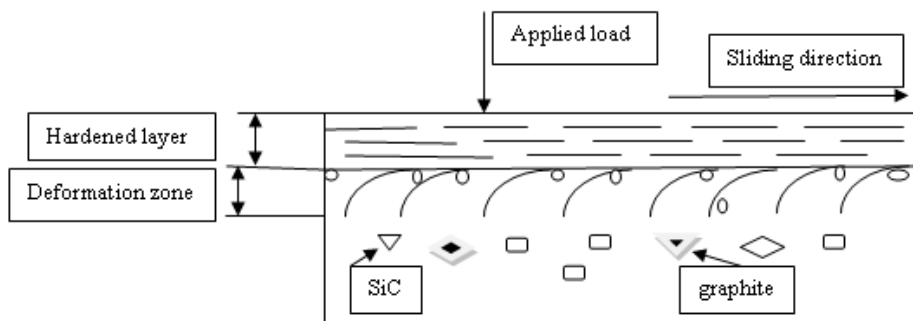 Applied load
Sliding direction
Hardened layer
Deformation zone
SiC
graphite